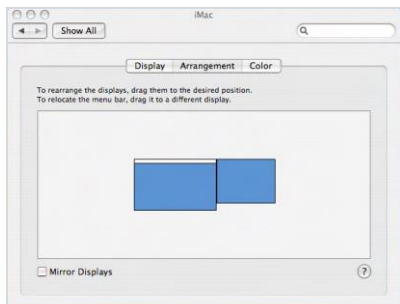 iMac
Show All
Display Arrangement Color
To rearrange the displays, drag them to the desired position.
To relocate the menu bar, drag it to a different display.
Mirror Displays
?